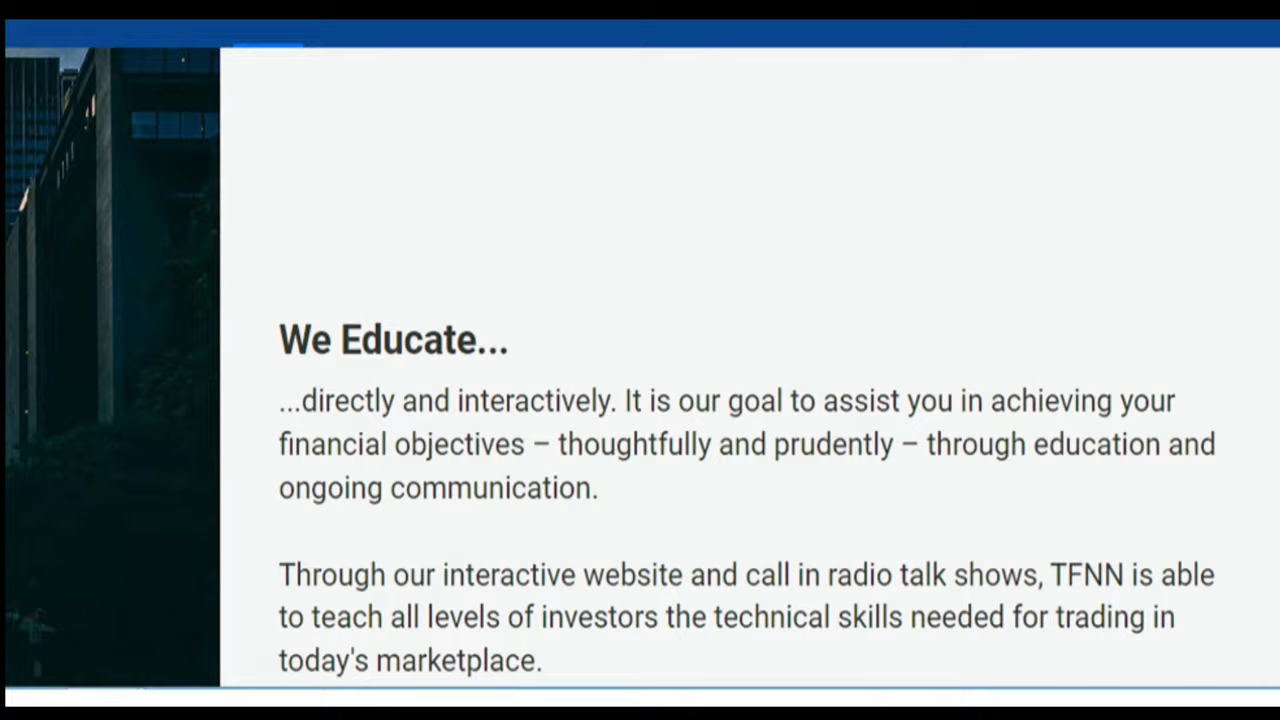 We Educate...
...directly and interactively. It is our goal to assist you in achieving your
financial objectives – thoughtfully and prudently – through education and
ongoing communication.
Through our interactive website and call in radio talk shows, TFNN is able
to teach all levels of investors the technical skills needed for trading in
today's marketplace.